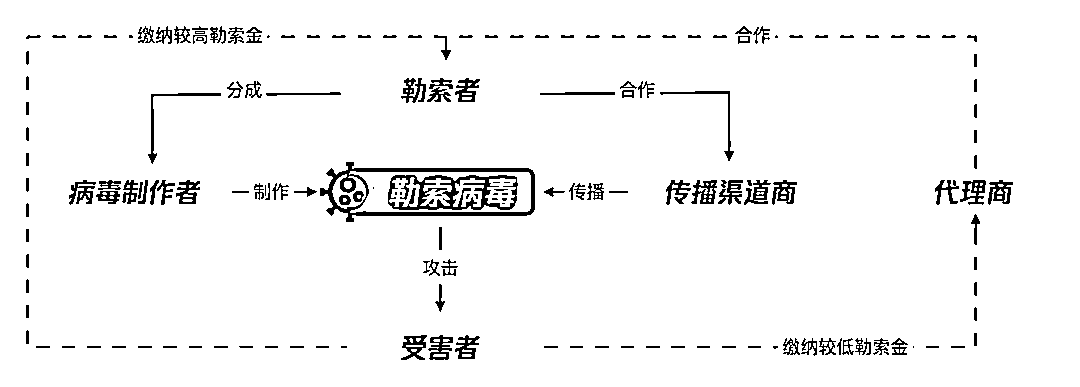 缴纳较高勒索金
合作
分成
勒索者
合作
病毒制作者
制作
勒索病毒
传播
传播渠道商
代理商
攻击
受害者
缴纳较低勒索金